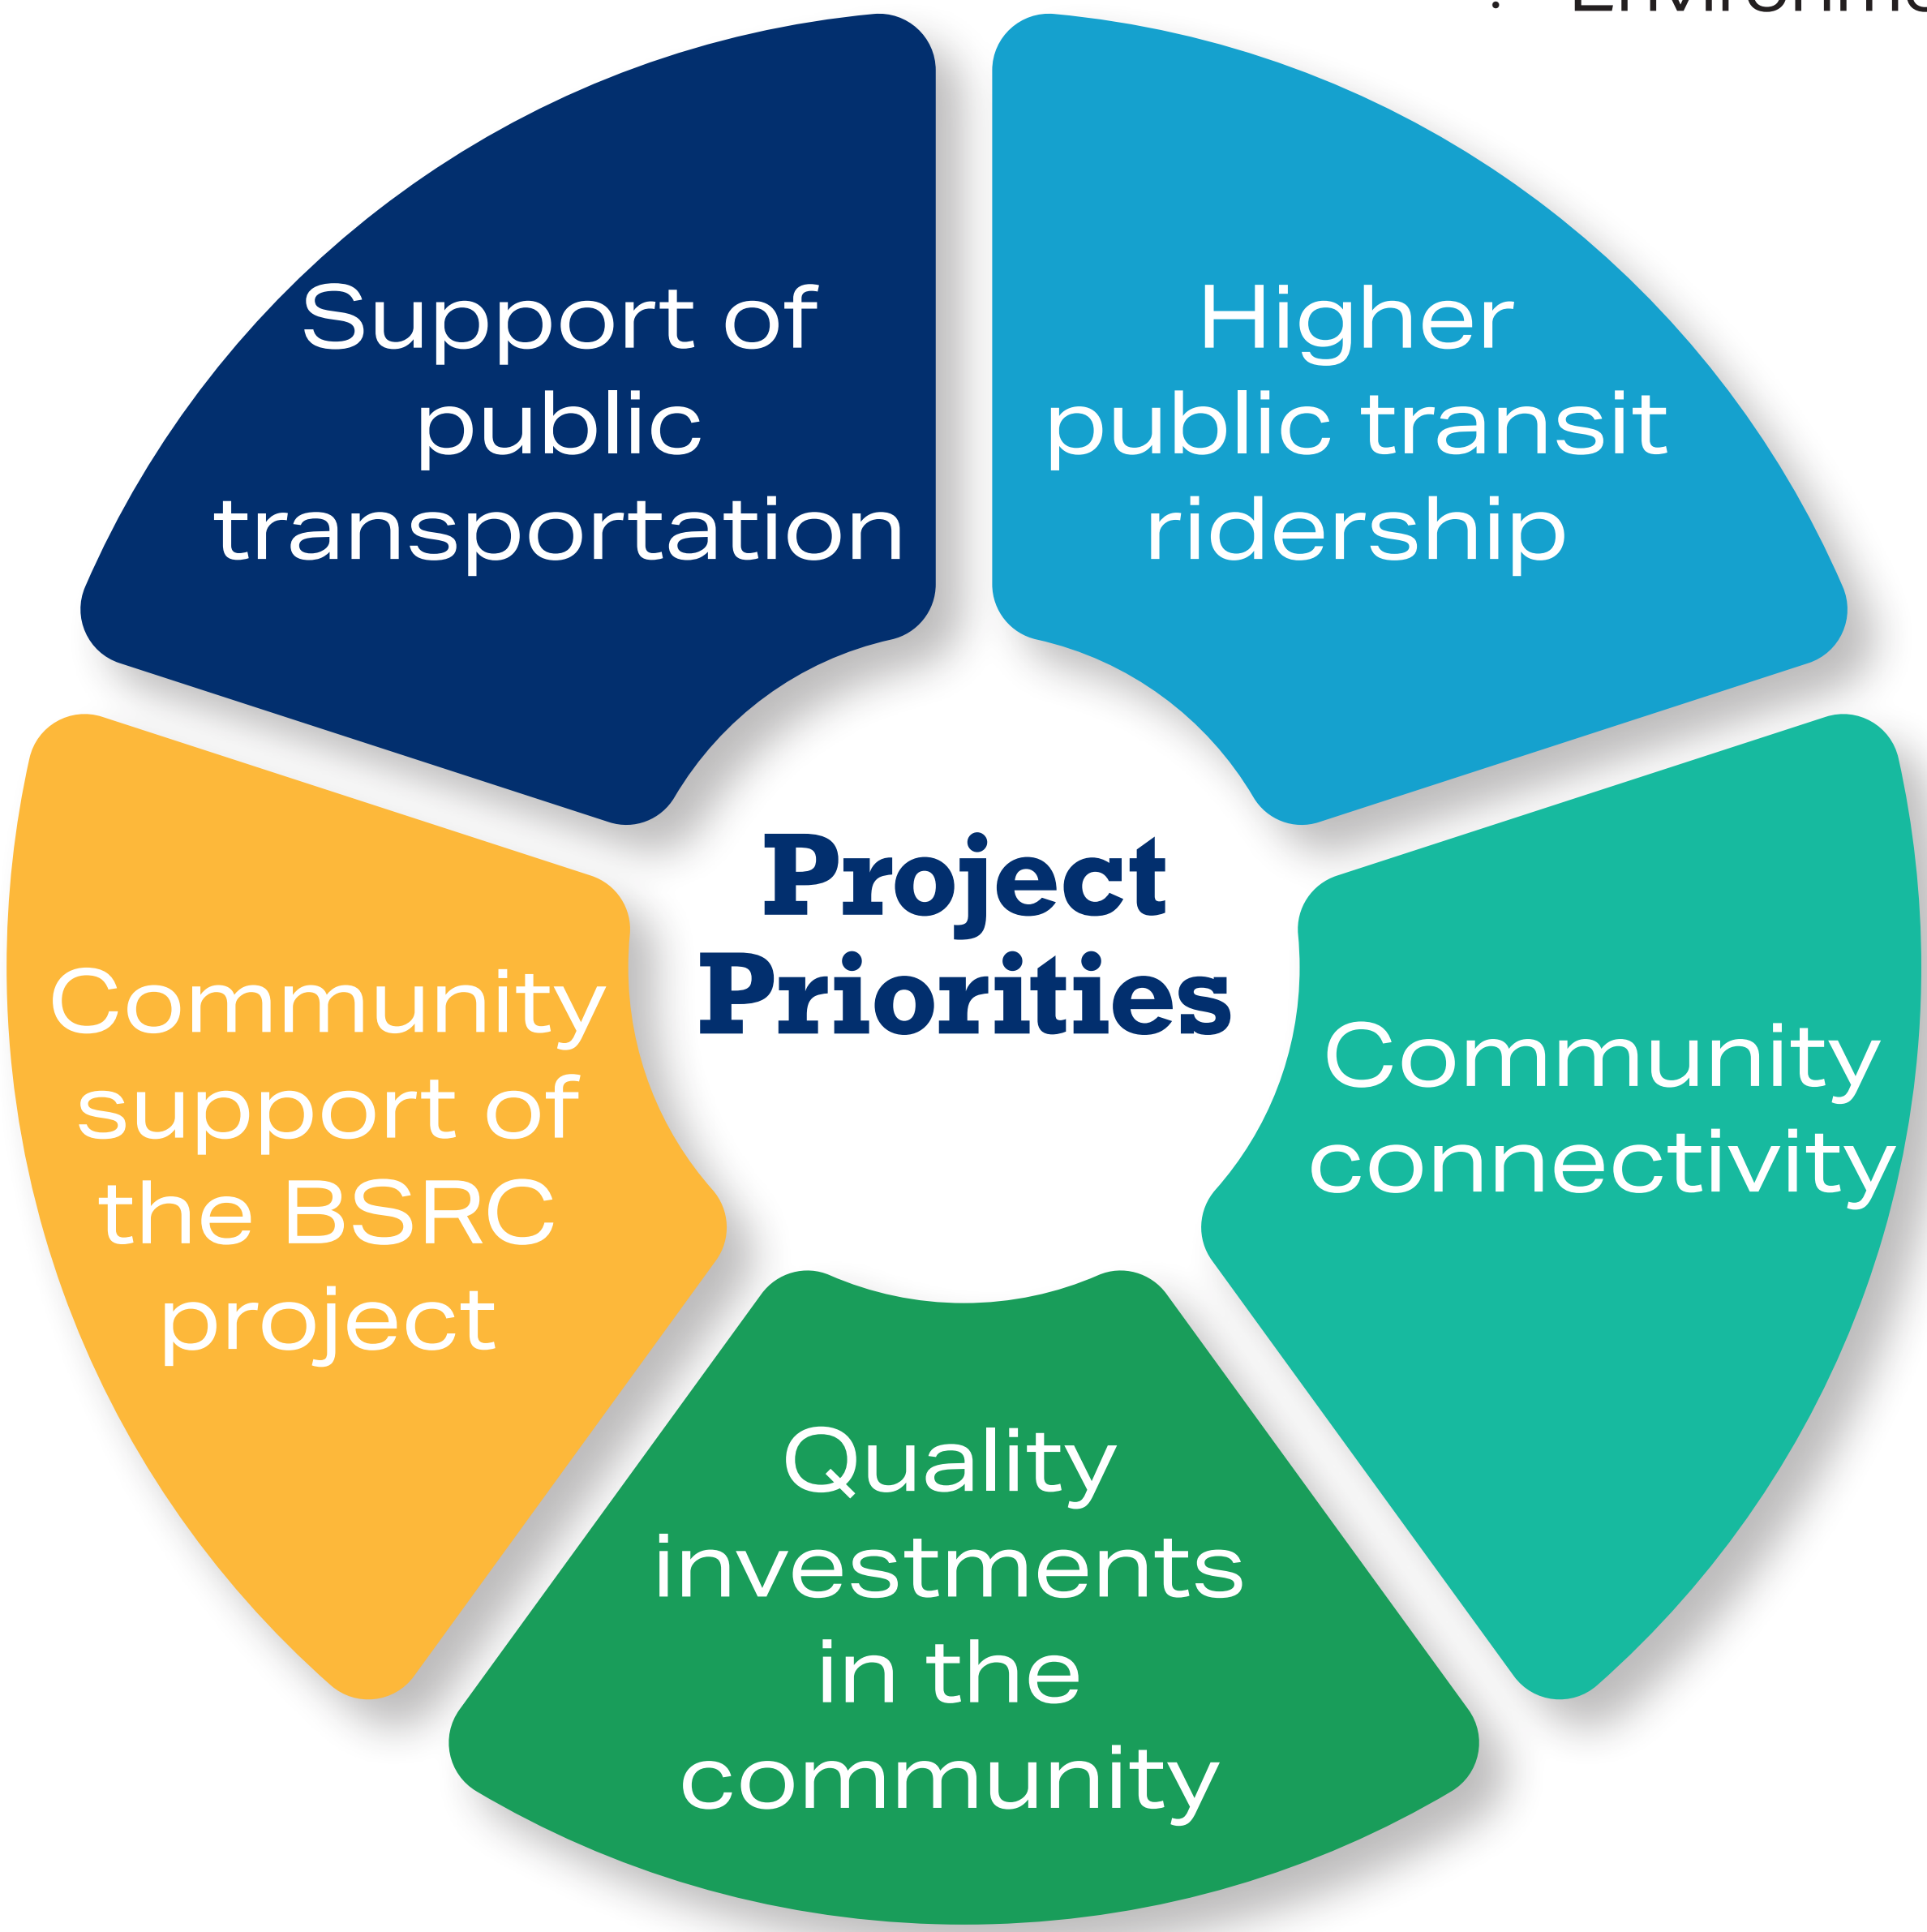 Support of
public
transportation
Higher
public transit
ridership
Project
Priorities
Community
support of
the BSRC
project
Community
connectivity
Quality
investments
in the
community